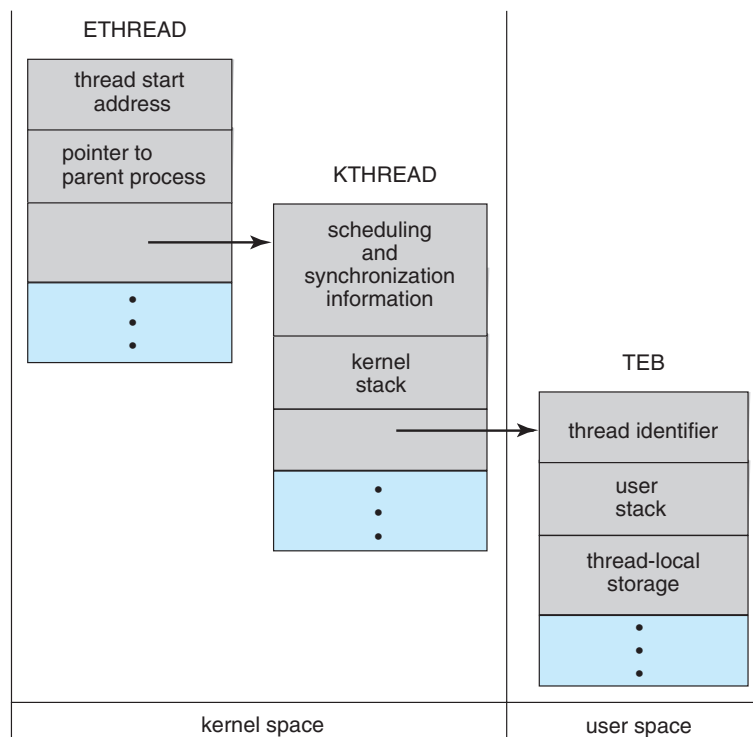 ETHREAD
thread start
address
pointer to
parent process
KTHREAD
scheduling
and
synchronization
information
kernel
stack
TEB
thread identifier
user
stack
thread-local
storage
kernel space
user space